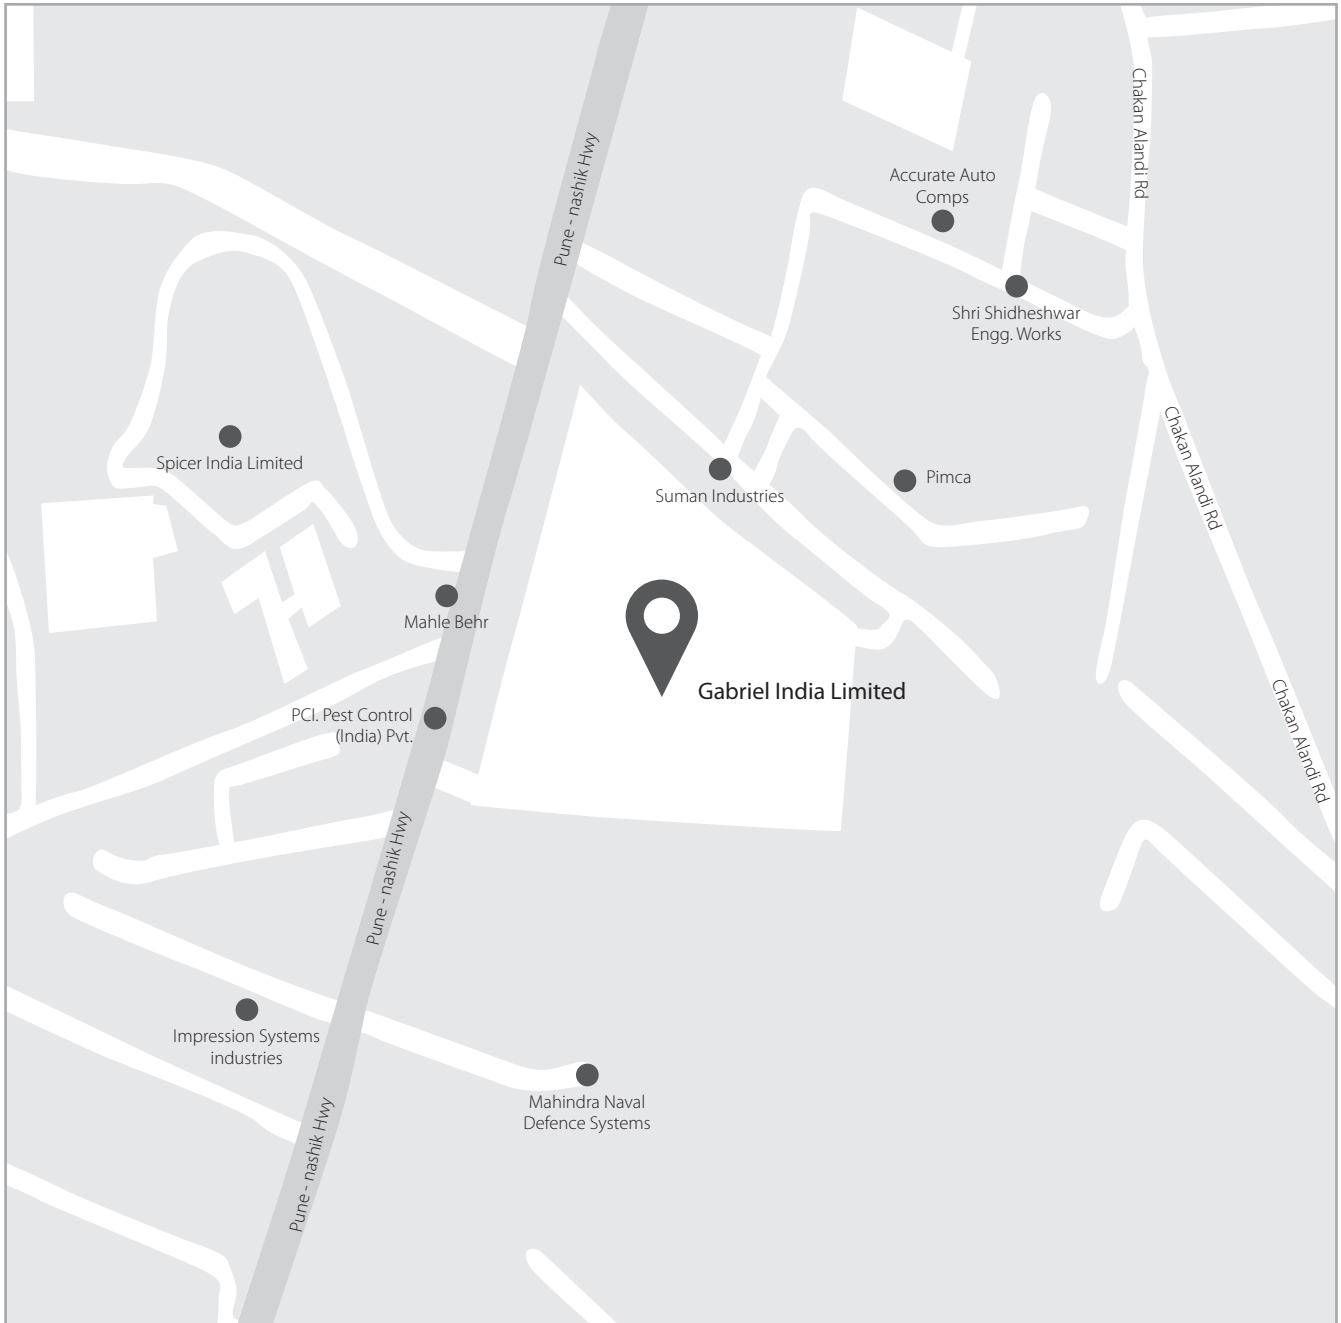 Chakan Alandi Rd
Pune - nashik Hwy
Accurate Auto
Comps
Shri Shidheshwar
Engg. Works
Chakan Alandi Rd
Spicer India Limited
Pimca
Suman Industries
Mahle Behr
Gabriel India Limited
PCI. Pest Control
(India) Pvt.
Chakan Alandi Rd
Pune - nashik Hwy
Impression Systems
industries
Mahindra Naval
Defence Systems
Pune - nashik Hwy